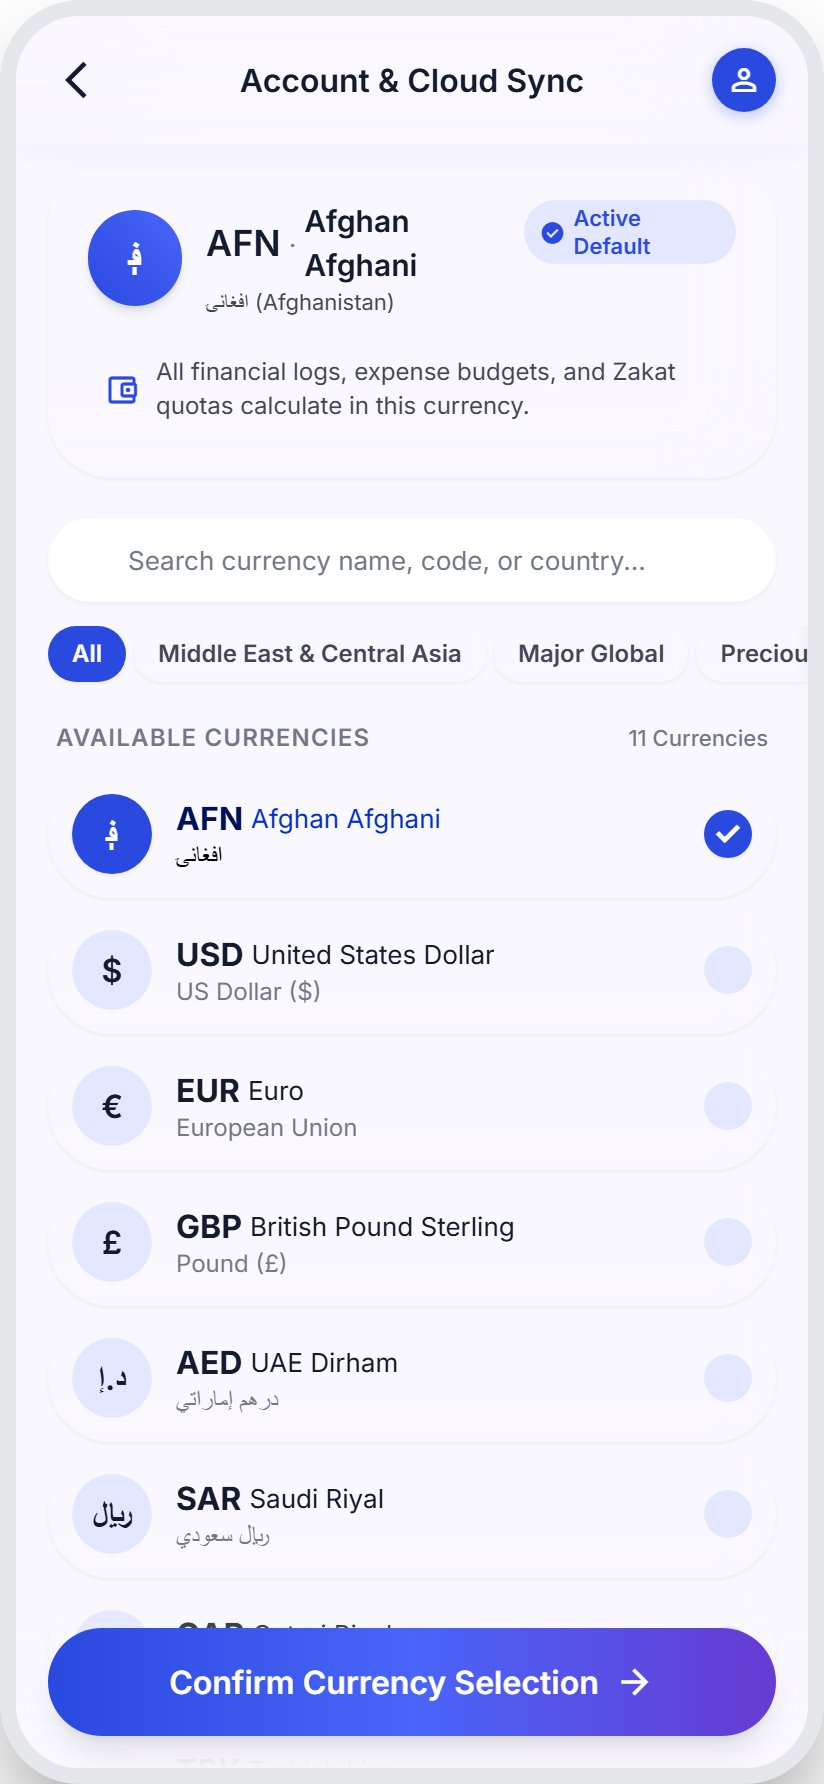 Account & Cloud Sync
؋
AFN · Afghan Afghani
افغانی (Afghanistan)
Active
Default
All financial logs, expense budgets, and Zakat
quotas calculate in this currency.
Search currency name, code, or country...
All
Middle East & Central Asia
Major Global
Preciou
AVAILABLE CURRENCIES
11 Currencies
؋
AFN Afghan Afghani
افغانی
$
USD United States Dollar
US Dollar ($)
€
EUR Euro
European Union
£
GBP British Pound Sterling
Pound (£)
د.إ
AED UAE Dirham
درهم إماراتي
ریال
SAR Saudi Riyal
ريال سعودي
Confirm Currency Selection →